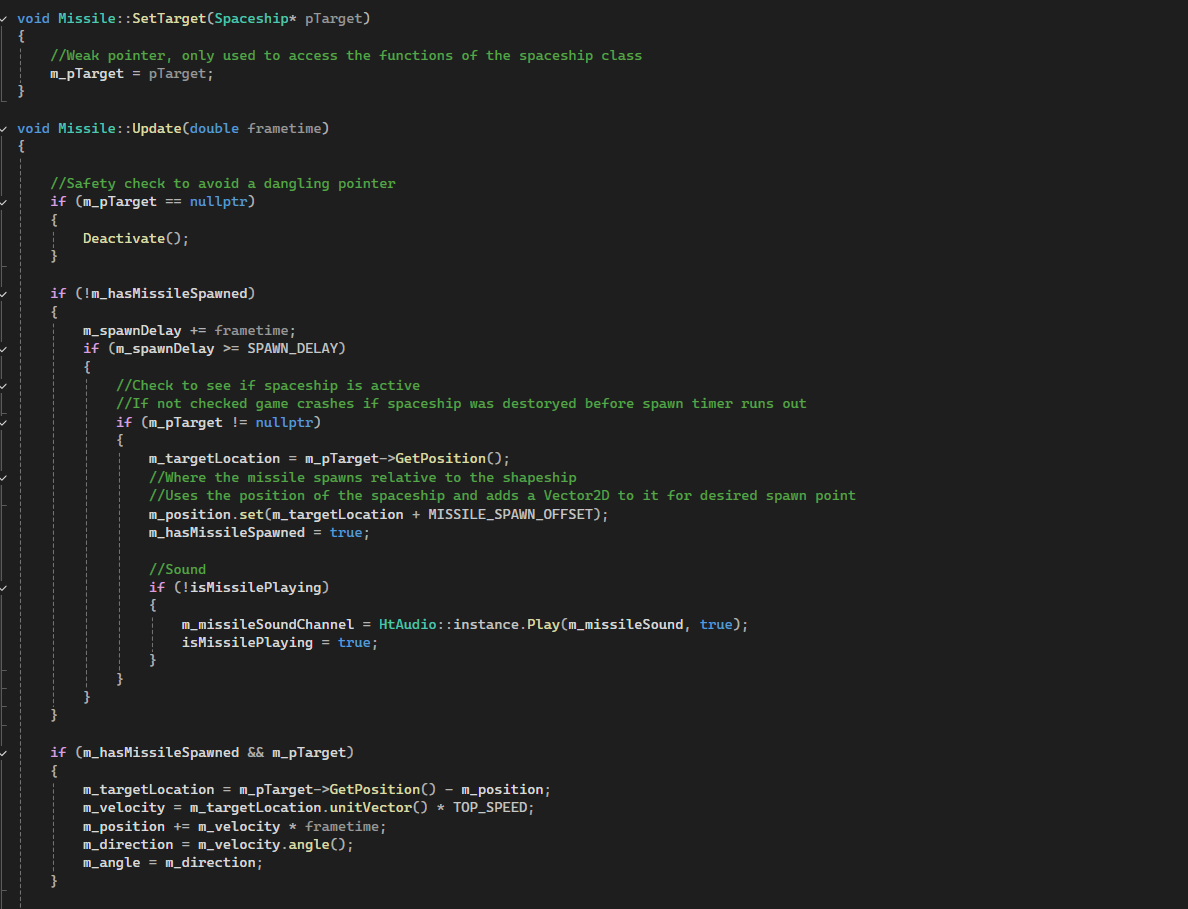 void Missile::SetTarget(Spaceship* pTarget)
{
    //Weak pointer, only used to access the functions of the spaceship class
    m_pTarget = pTarget;
}

void Missile::Update(double frametime)
{

    //Safety check to avoid a dangling pointer
    if (m_pTarget == nullptr)
    {
        Deactivate();
    }

    if (!m_hasMissileSpawned)
    {
        m_spawnDelay += frametime;
        if (m_spawnDelay >= SPAWN_DELAY)
        {
            //Check to see if spaceship is active
            //If not checked game crashes if spaceship was destoryed before spawn timer runs out
            if (m_pTarget != nullptr)
            {
                m_targetLocation = m_pTarget->GetPosition();
                //Where the missile spawns relative to the shapeship
                //Uses the position of the spaceship and adds a Vector2D to it for desired spawn point
                m_position.set(m_targetLocation + MISSILE_SPAWN_OFFSET);
                m_hasMissileSpawned = true;

                //Sound
                if (!isMissilePlaying)
                {
                    m_missileSoundChannel = HtAudio::instance.Play(m_missileSound, true);
                    isMissilePlaying = true;
                }
            }
        }
    }

    if (m_hasMissileSpawned && m_pTarget)
    {
        m_targetLocation = m_pTarget->GetPosition() - m_position;
        m_velocity = m_targetLocation.unitVector() * TOP_SPEED;
        m_position += m_velocity * frametime;
        m_direction = m_velocity.angle();
        m_angle = m_direction;
    }